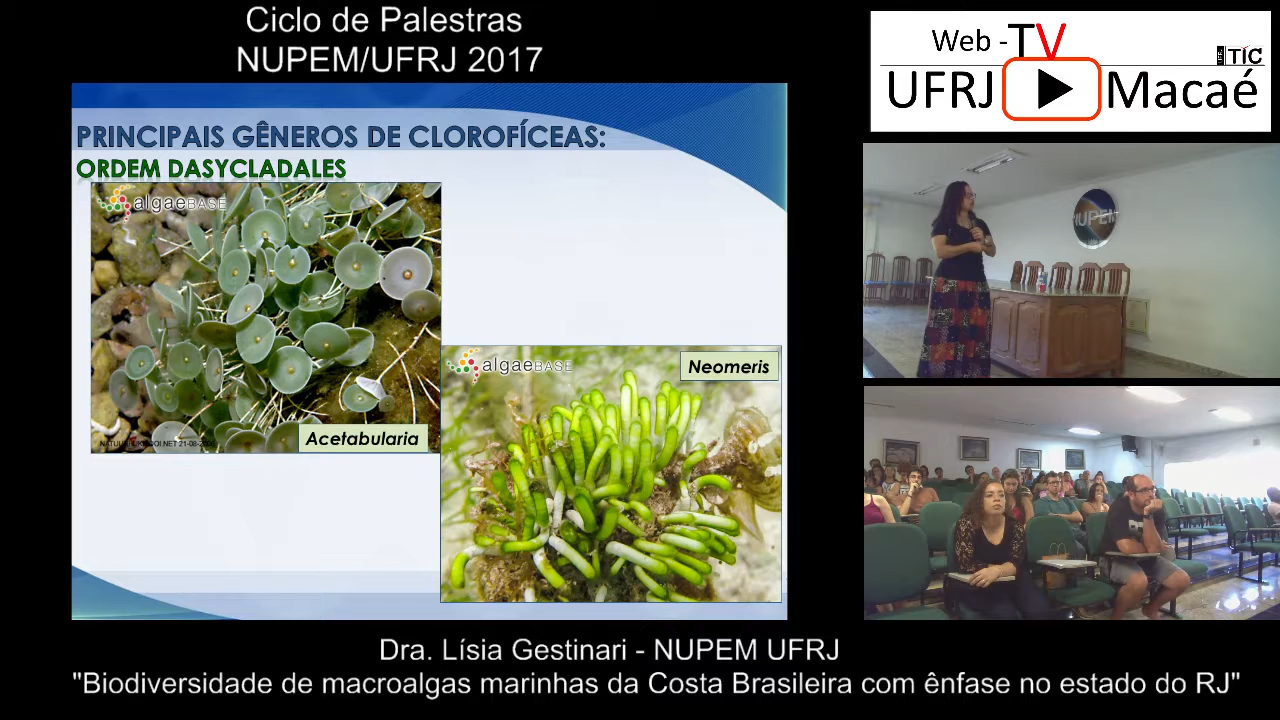 Ciclo de Palestras
NUPEM/UFRJ 2017
Web -TV
UFRJ Macaé
TIC
PRINCIPAIS GÊNEROS DE CLOROFÍCEAS:
ORDEM DASYCLADALES
algaeBASE
Acetabularia
algaeBASE
Neomeris
NUPEM
Dra. Lísia Gestinari - NUPEM UFRJ
"Biodiversidade de macroalgas marinhas da Costa Brasileira com ênfase no estado do RJ"